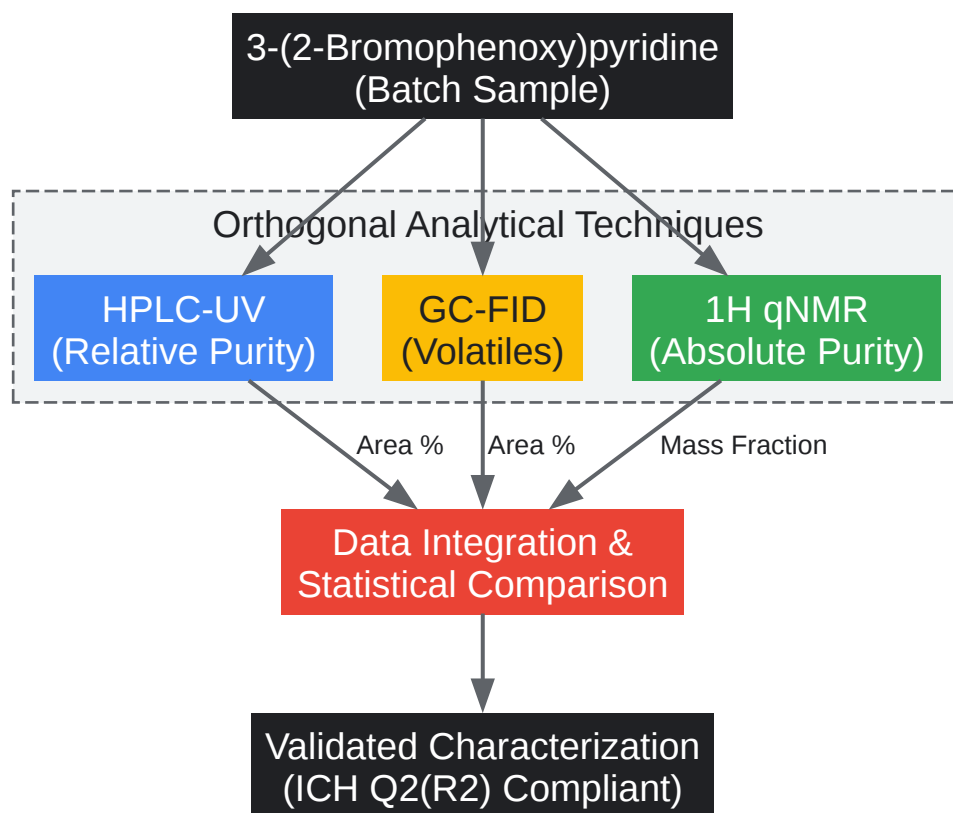 3-(2-Bromophenoxy)pyridine
(Batch Sample)
Orthogonal Analytical Techniques
HPLC-UV
(Relative Purity)
GC-FID
(Volatiles)
1H qNMR
(Absolute Purity)
Area %
Area %
Mass Fraction
Data Integration &
Statistical Comparison
Validated Characterization
(ICH Q2(R2) Compliant)